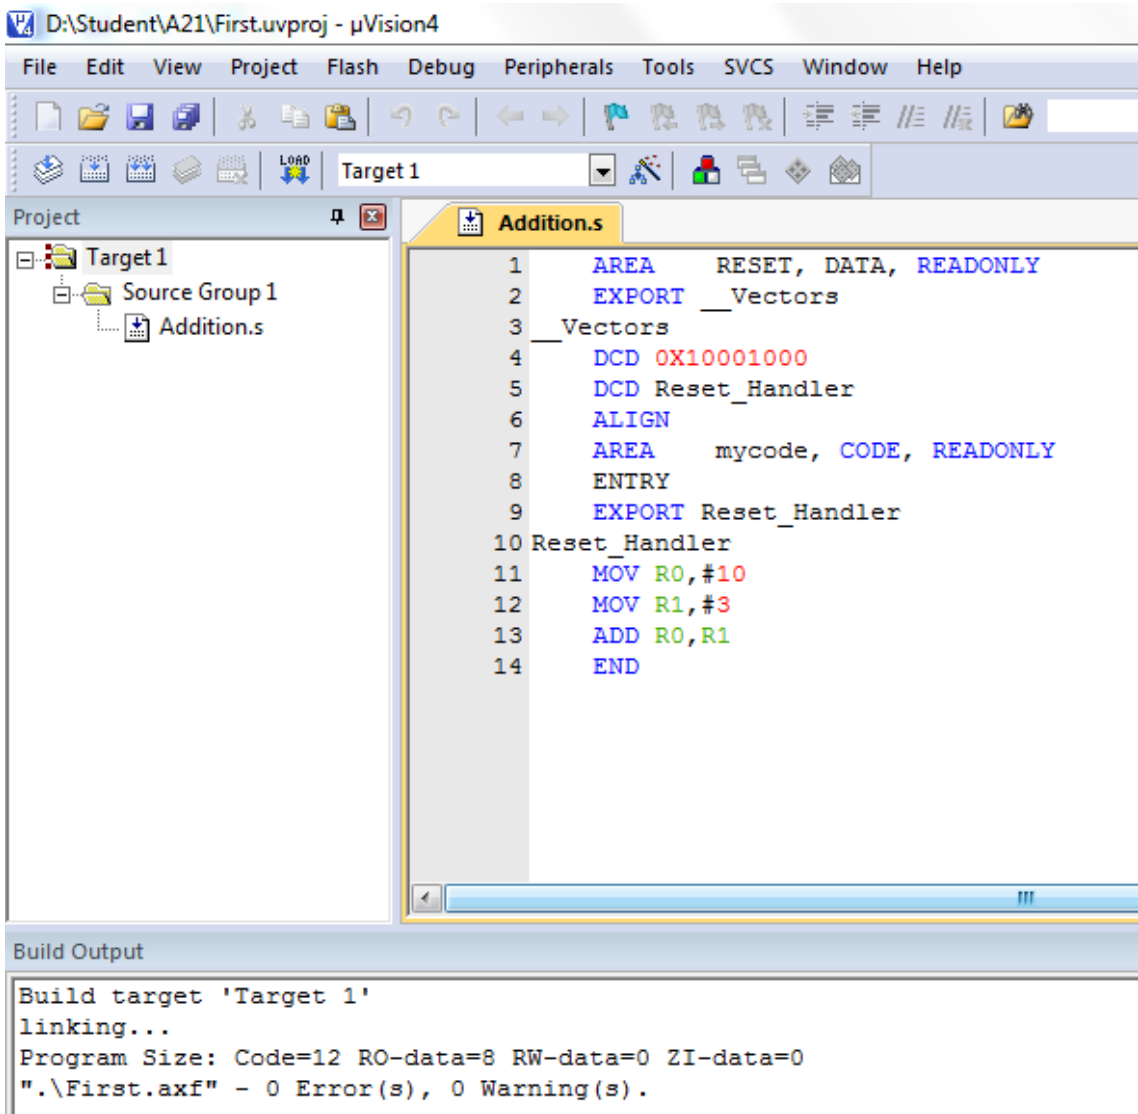 D:\Student\A21\First.uvproj - µVision4
File Edit View Project Flash Debug Peripherals Tools SVCS Window Help
LOAD Target 1
Project
Addition.s
Target 1
Source Group 1
Addition.s
1 AREA RESET, DATA, READONLY
2 EXPORT __Vectors
3 __Vectors
4 DCD 0X10001000
5 DCD Reset_Handler
6 ALIGN
7 AREA mycode, CODE, READONLY
8 ENTRY
9 EXPORT Reset_Handler
10 Reset_Handler
11 MOV R0,#10
12 MOV R1,#3
13 ADD R0,R1
14 END
Build Output
Build target 'Target 1'
linking...
Program Size: Code=12 RO-data=8 RW-data=0 ZI-data=0
".\First.axf" - 0 Error(s), 0 Warning(s).